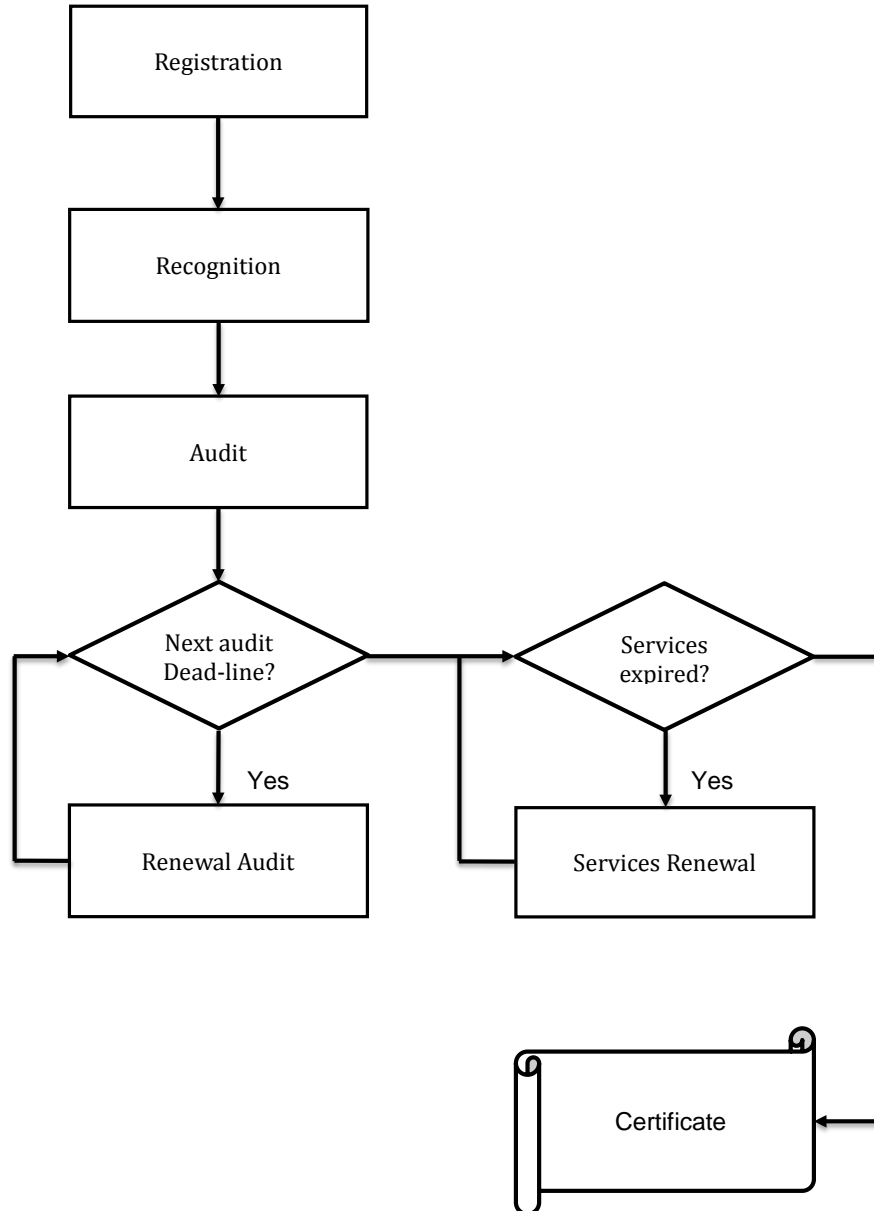 Registration
Recognition
Audit
Next audit
Dead-line?
Services
expired?
Yes
Yes
Renewal Audit
Services Renewal
Certificate